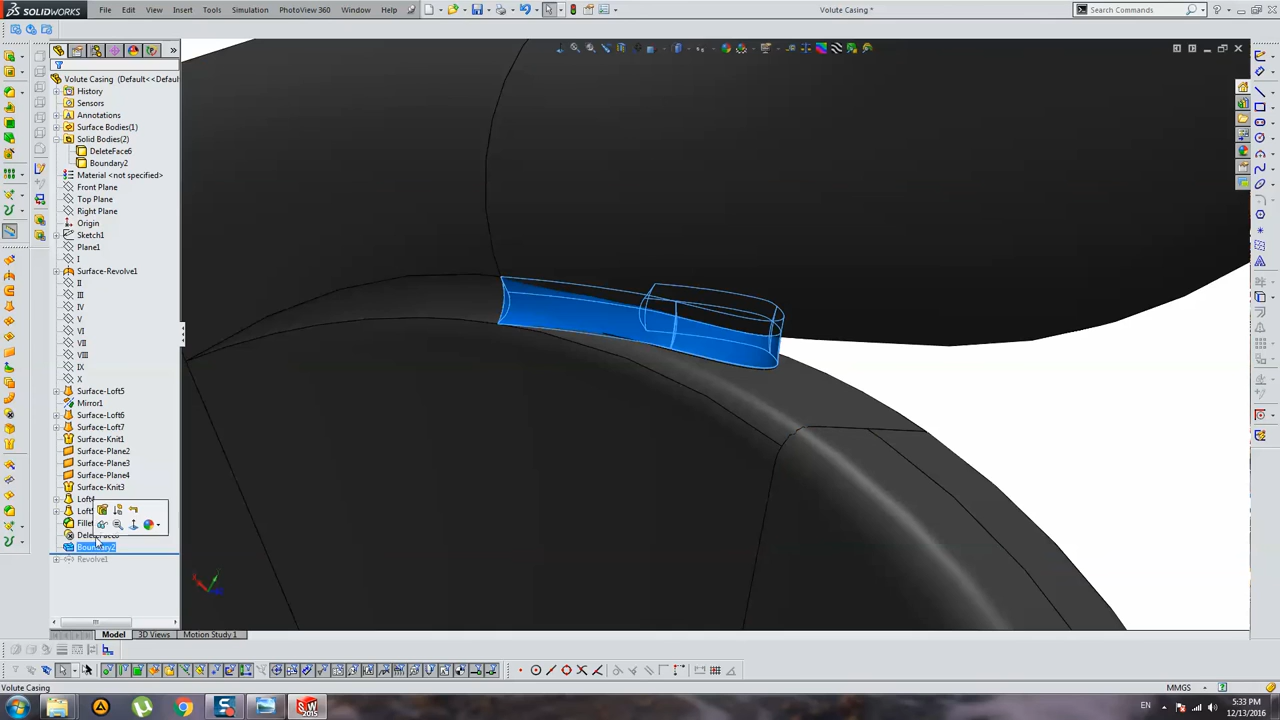 SOLIDWORKS File Edit View Insert Tools Simulation PhotoView 360 Window Help Volute Casing * Search Commands
Volute Casing (Default<<Defaul
History
Sensors
Annotations
Surface Bodies(1)
Solid Bodies(2)
DeleteFace6
Boundary2
Material <not specified>
Front Plane
Top Plane
Right Plane
Origin
Sketch1
Plane1
I
Surface-Revolve1
II
III
IV
V
VI
VII
VIII
IX
X
Surface-Loft5
Mirror1
Surface-Loft6
Surface-Loft7
Surface-Knit1
Surface-Plane2
Surface-Plane3
Surface-Plane4
Surface-Knit3
Boundary2
Revolve1
Model 3D Views Motion Study 1
Volute Casing MMGS
SW
2015
EN 5:33 PM
12/13/2016